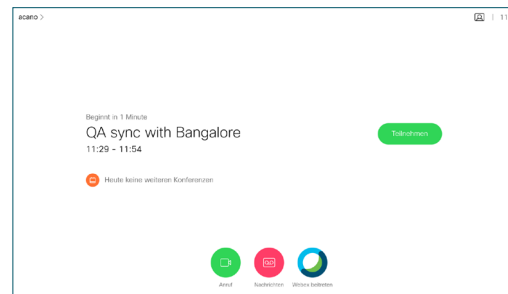 acano >
11
Beginnt in 1 Minute
QA sync with Bangalore
11:29 - 11:54
Teilnehmen
Heute keine weiteren Konferenzen
Anruf
Nachrichten
Webex beitreten